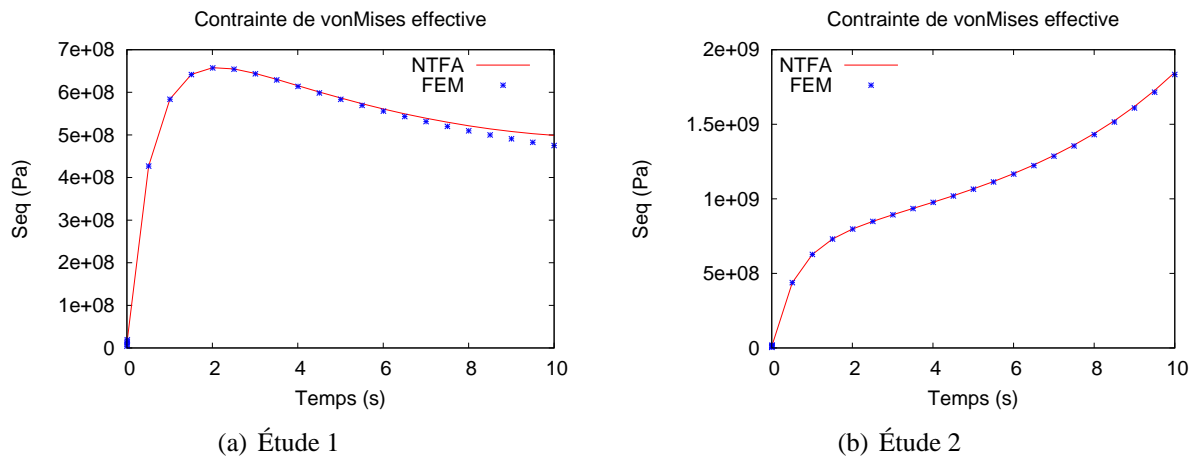 Contrainte de vonMises effective
7e+08
6e+08
5e+08
4e+08
3e+08
2e+08
1e+08
0
Seq (Pa)
NTFA
FEM
0 2 4 6 8 10
Temps (s)
(a) Étude 1
Contrainte de vonMises effective
2e+09
1.5e+09
1e+09
5e+08
0
Seq (Pa)
NTFA
FEM
0 2 4 6 8 10
Temps (s)
(b) Étude 2